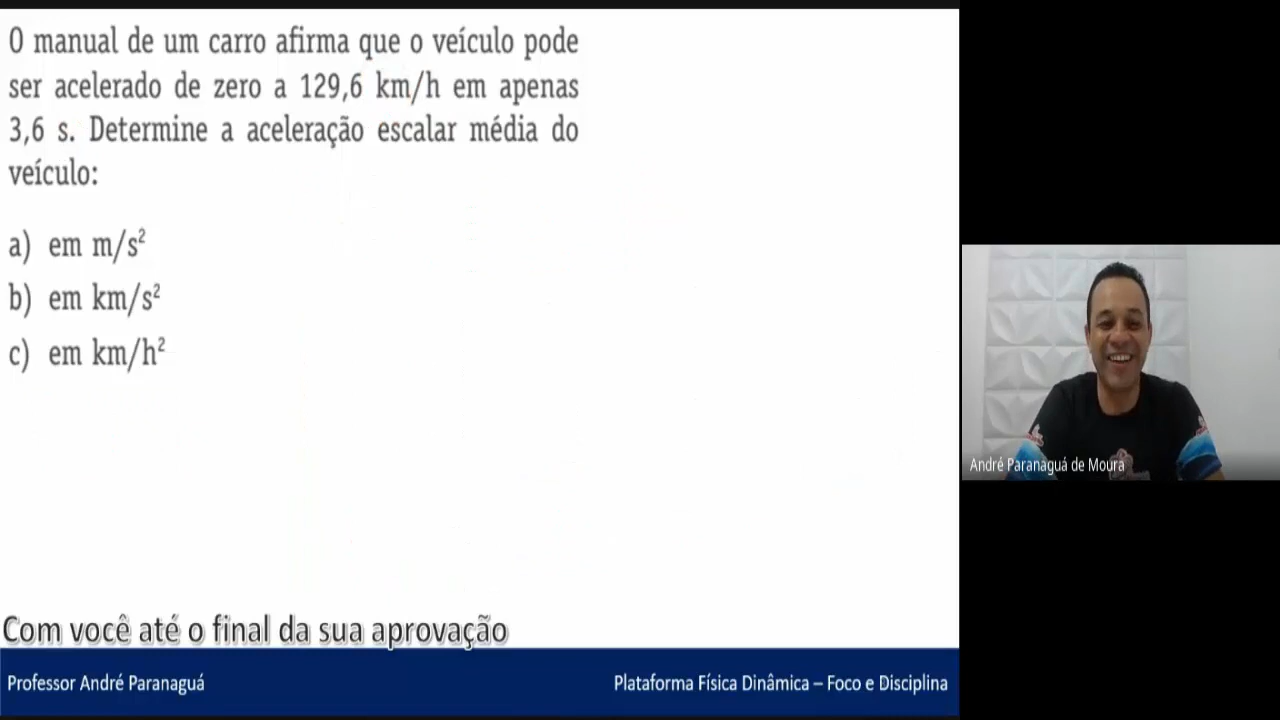 O manual de um carro afirma que o veículo pode
ser acelerado de zero a 129,6 km/h em apenas
3,6 s. Determine a aceleração escalar média do
veículo:
a) em m/s²
b) em km/s²
c) em km/h²
André Paranaguá de Moura
Com você até o final da sua aprovação
Professor André Paranaguá
Plataforma Física Dinâmica – Foco e Disciplina